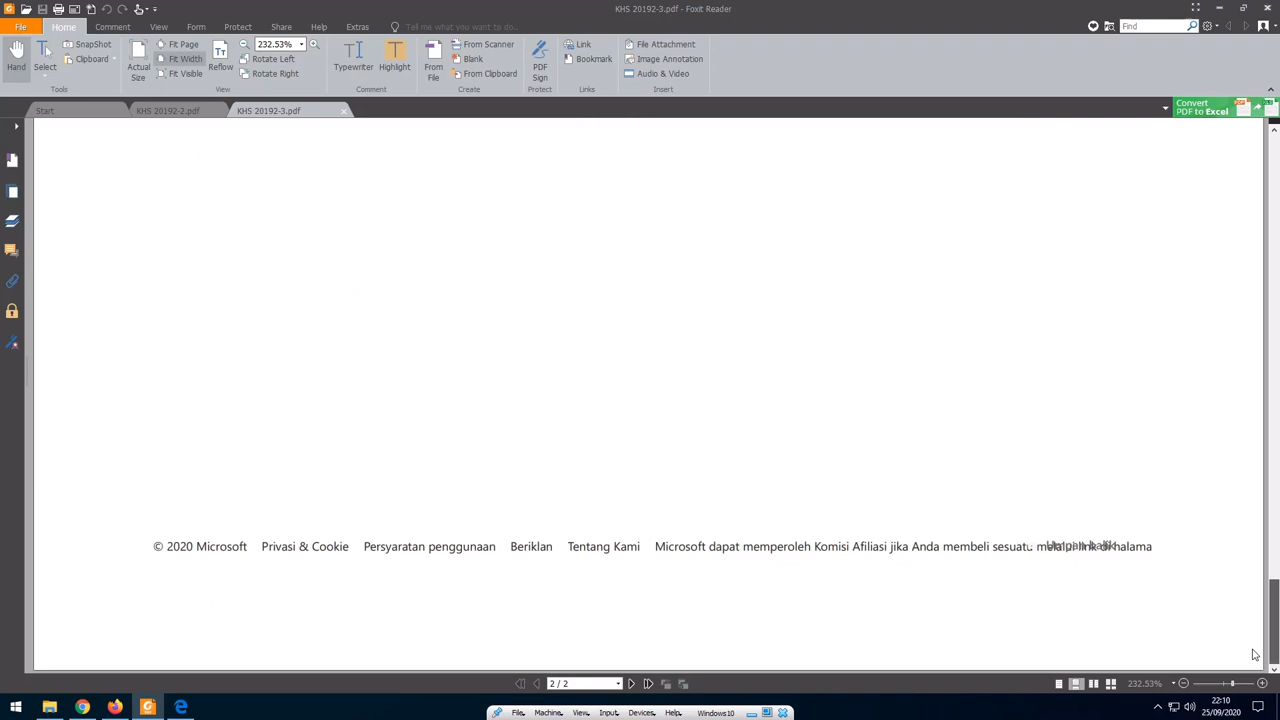 KHS 20192-3.pdf - Foxit Reader
File Home Comment View Form Protect Share Help Extras Tell me what you want to do... Find
Hand Select SnapShot Clipboard Actual Size Fit Page Fit Width Fit Visible Reflow 232.53% Rotate Left Rotate Right Typewriter Highlight From File From Scanner Blank From Clipboard PDF Sign Link Bookmark File Attachment Image Annotation Audio & Video
Tools View Comment Create Protect Links Insert
Start KHS 20192-2.pdf KHS 20192-3.pdf Convert PDF to Excel
© 2020 Microsoft Privasi & Cookie Persyaratan penggunaan Beriklan Tentang Kami Microsoft dapat memperoleh Komisi Afiliasi jika Anda membeli sesuatu link di halama
2 / 2 232.53%
File Machine View Input Devices Help Windows10
22:10
25/09/2020